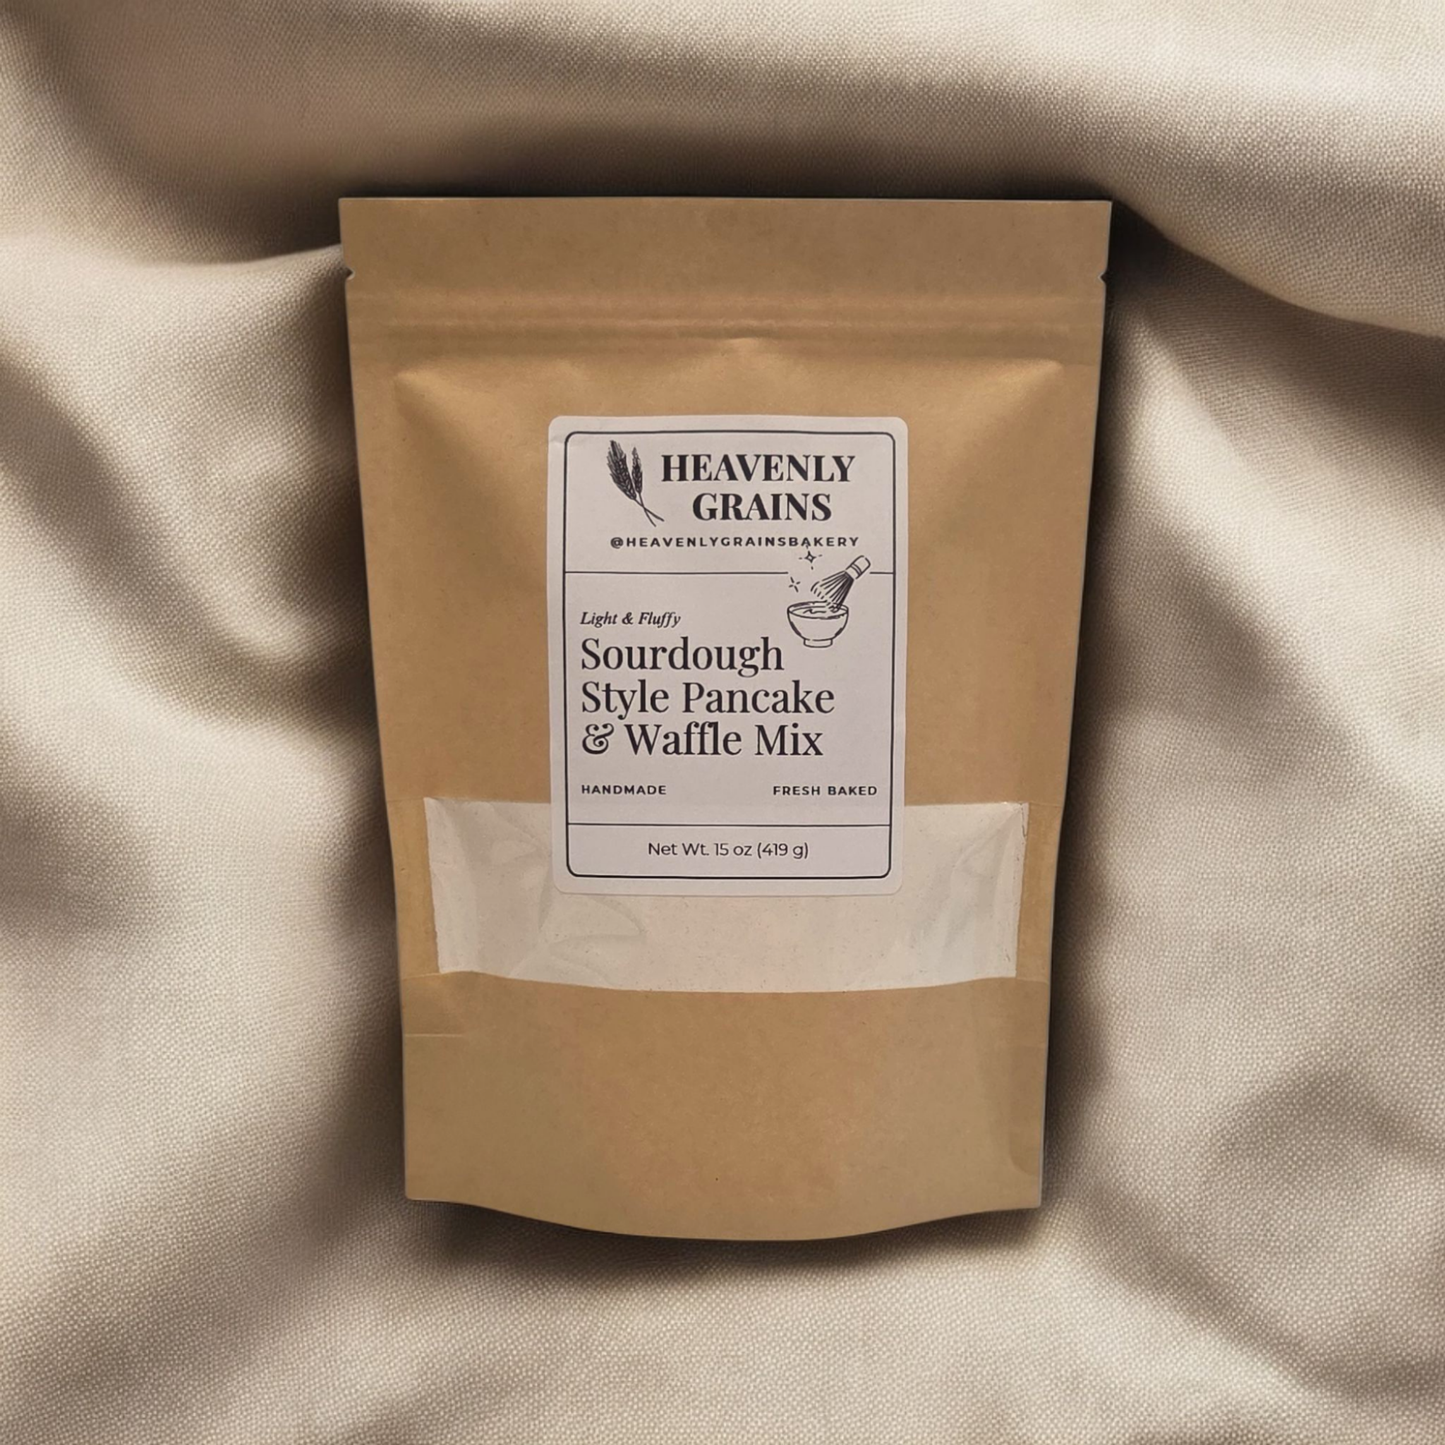 HEAVENLY
GRAINS
@HEAVENLYGRAINSBAKERY
Light & Fluffy
Sourdough
Style Pancake
& Waffle Mix
HANDMADE FRESH BAKED
Net Wt. 15 oz (419 g)